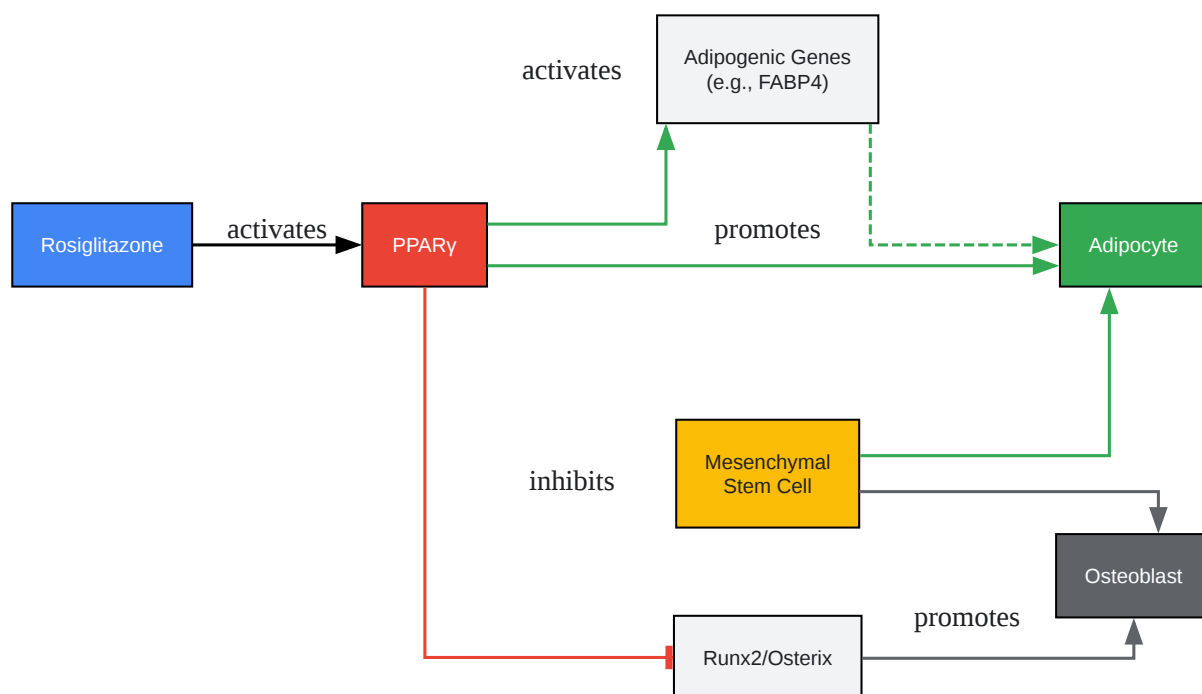 activates
Adipogenic Genes
(e.g., FABP4)
Rosiglitazone
activates
PPARγ
promotes
Adipocyte
inhibits
Mesenchymal
Stem Cell
Osteoblast
promotes
Runx2/Osterix